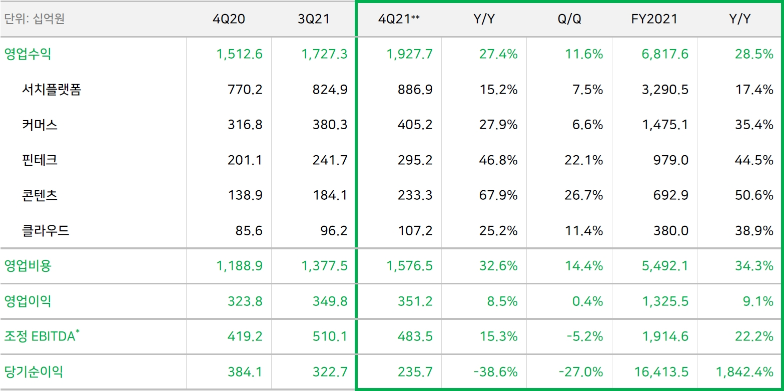 단위: 십억원 4Q20 3Q21 4Q21** Y/Y Q/Q FY2021 Y/Y
영업수익 1,512.6 1,727.3 1,927.7 27.4% 11.6% 6,817.6 28.5%
서치플랫폼 770.2 824.9 886.9 15.2% 7.5% 3,290.5 17.4%
커머스 316.8 380.3 405.2 27.9% 6.6% 1,475.1 35.4%
핀테크 201.1 241.7 295.2 46.8% 22.1% 979.0 44.5%
콘텐츠 138.9 184.1 233.3 67.9% 26.7% 692.9 50.6%
클라우드 85.6 96.2 107.2 25.2% 11.4% 380.0 38.9%
영업비용 1,188.9 1,377.5 1,576.5 32.6% 14.4% 5,492.1 34.3%
영업이익 323.8 349.8 351.2 8.5% 0.4% 1,325.5 9.1%
조정 EBITDA* 419.2 510.1 483.5 15.3% -5.2% 1,914.6 22.2%
당기순이익 384.1 322.7 235.7 -38.6% -27.0% 16,413.5 1,842.4%